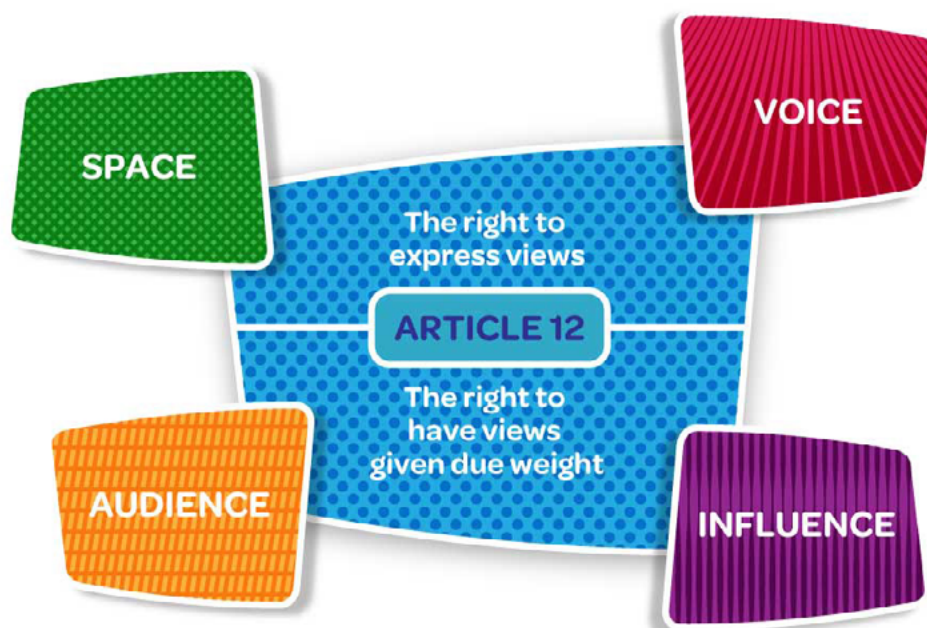 SPACE
VOICE
The right to
express views
ARTICLE 12
The right to
have views
given due weight
AUDIENCE
INFLUENCE